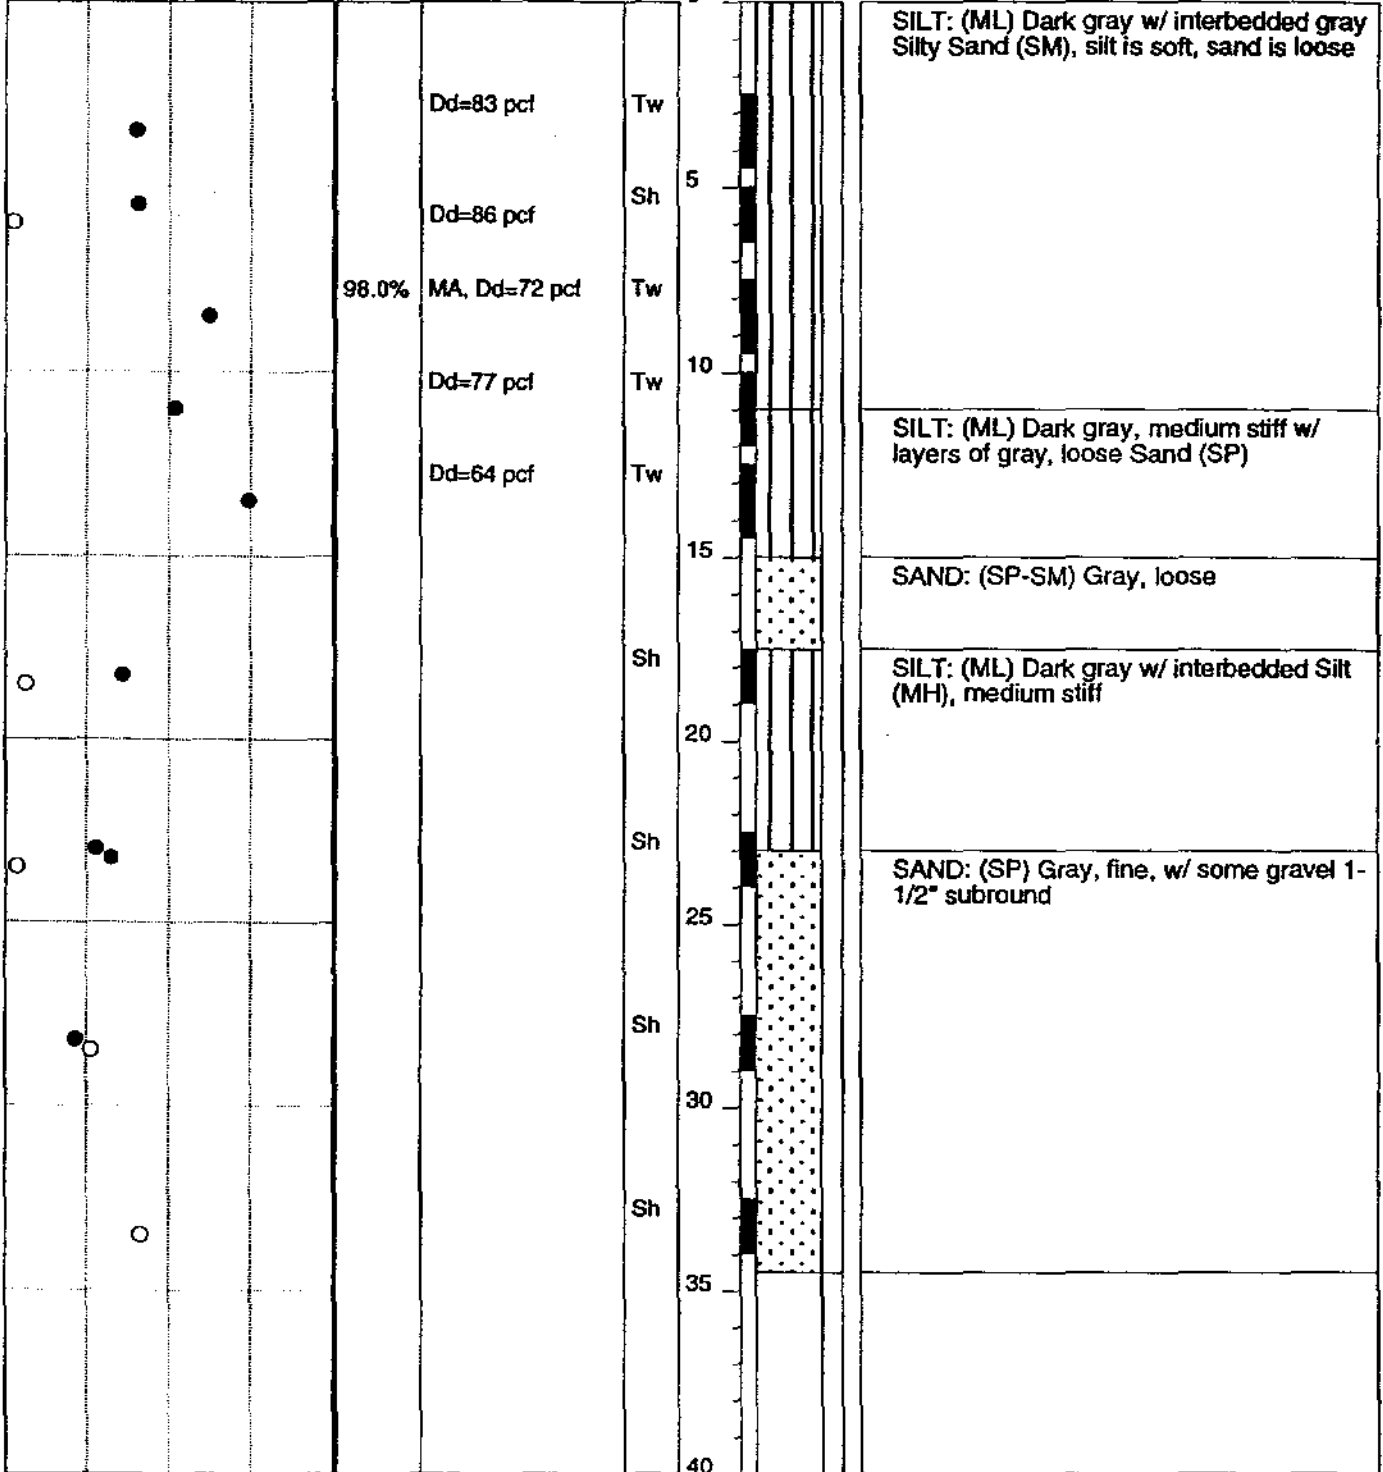 SILT: (ML) Dark gray w/ interbedded gray
Silty Sand (SM), silt is soft, sand is loose
Dd=83 pcf
Tw
5
Sh
Dd=86 pcf
98.0%
MA, Dd=72 pcf
Tw
10
Dd=77 pcf
Tw
SILT: (ML) Dark gray, medium stiff w/
layers of gray, loose Sand (SP)
Dd=64 pcf
Tw
15
SAND: (SP-SM) Gray, loose
Sh
SILT: (ML) Dark gray w/ interbedded Silt
(MH), medium stiff
20
Sh
SAND: (SP) Gray, fine, w/ some gravel 1-
1/2" subround
25
Sh
30
Sh
35
40